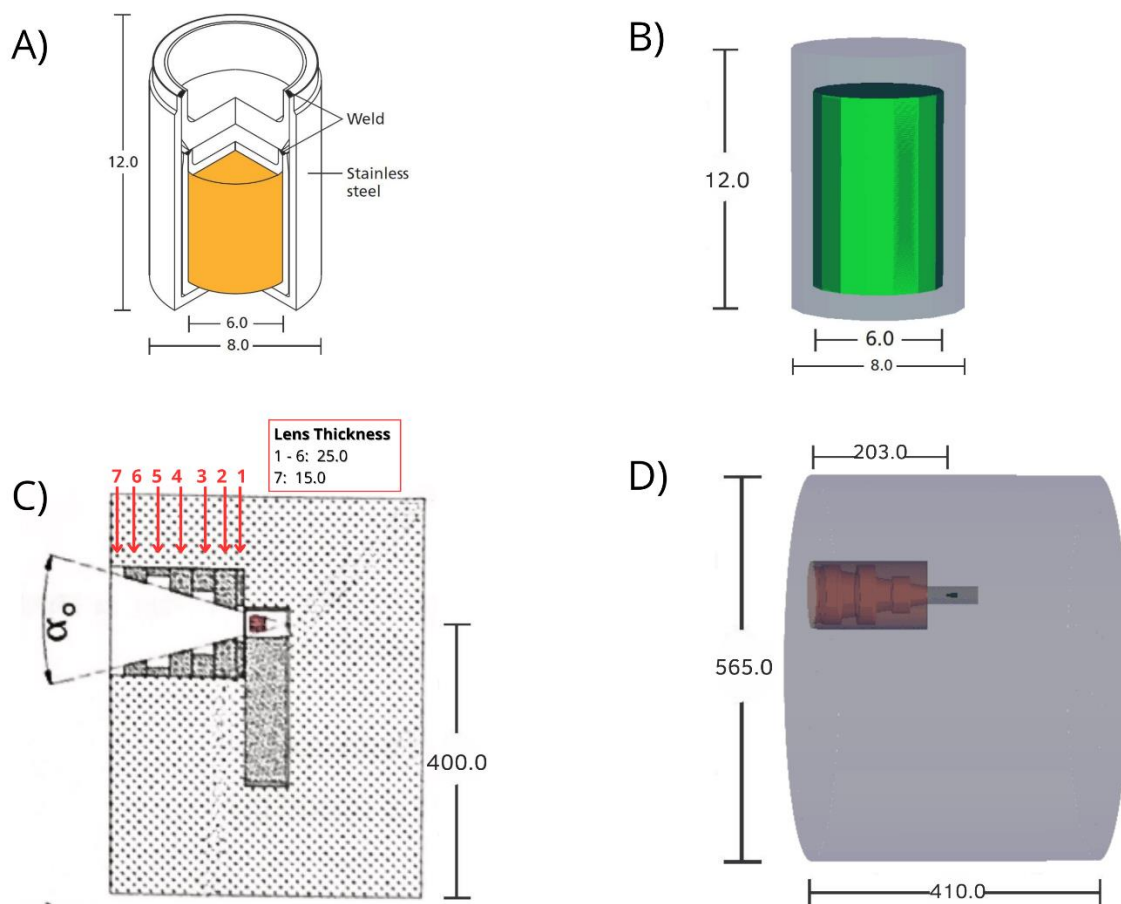 A)
12.0
Weld
Stainless
steel
6.0
8.0
B)
12.0
6.0
8.0
C)
Lens Thickness
1 - 6: 25.0
7: 15.0
7 6 5 4 3 2 1
α₀
400.0
D)
203.0
565.0
410.0